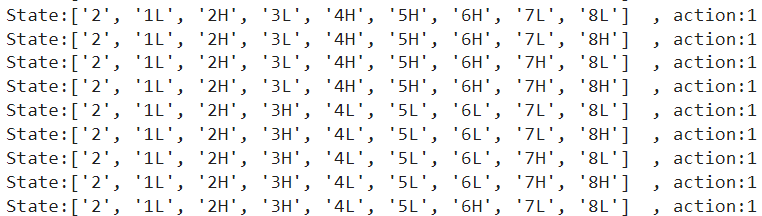 State:['2', '1L', '2H', '3L', '4H', '5H', '6H', '7L', '8L']  , action:1
State:['2', '1L', '2H', '3L', '4H', '5H', '6H', '7L', '8H']  , action:1
State:['2', '1L', '2H', '3L', '4H', '5H', '6H', '7H', '8L']  , action:1
State:['2', '1L', '2H', '3L', '4H', '5H', '6H', '7H', '8H']  , action:1
State:['2', '1L', '2H', '3H', '4L', '5L', '6L', '7L', '8L']  , action:1
State:['2', '1L', '2H', '3H', '4L', '5L', '6L', '7L', '8H']  , action:1
State:['2', '1L', '2H', '3H', '4L', '5L', '6L', '7H', '8L']  , action:1
State:['2', '1L', '2H', '3H', '4L', '5L', '6L', '7H', '8H']  , action:1
State:['2', '1L', '2H', '3H', '4L', '5L', '6H', '7L', '8L']  , action:1